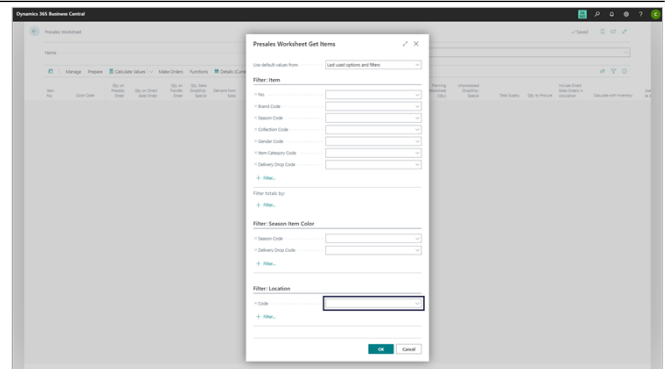 Dynamics 365 Business Central
?
C
Presales Worksheet
Saved
Name
Manage Prepare Calculate Values Make Orders Functions Details (Curre
Presales Worksheet Get Items
Use default values from Last used options and filters
Filter: Item
No.
Brand Code
Season Code
Collection Code
Gender Code
Item Category Code
Delivery Drop Code
+ Filter...
Filter totals by:
+ Filter...
Filter: Season Item Color
Season Code
Delivery Drop Code
+ Filter...
Filter: Location
Code
+ Filter...
OK Cancel
Item No. Color Code
Total Supply Qty. to Procure
Calculate with Inventory